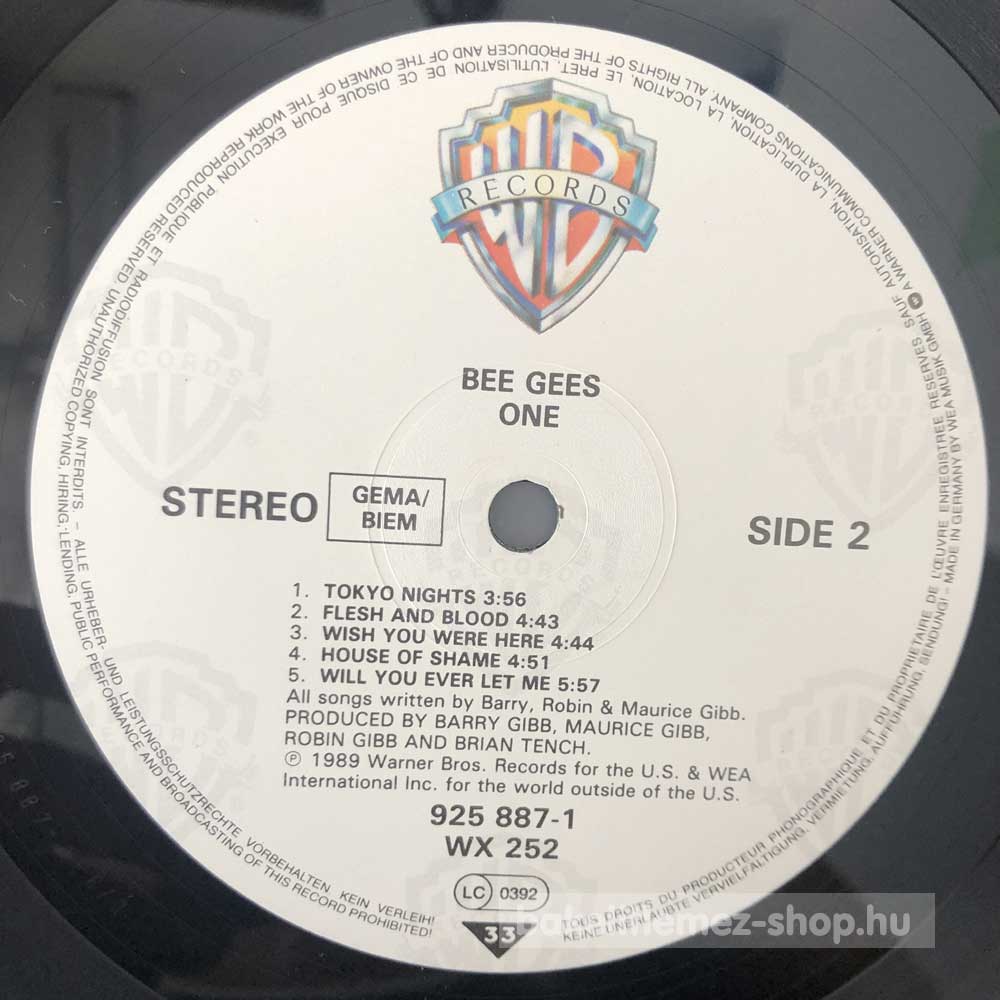 RECORDS
BEE GEES
ONE
STEREO
GEMA/
BIEM
SIDE 2
1. TOKYO NIGHTS 3:56
2. FLESH AND BLOOD 4:43
3. WISH YOU WERE HERE 4:44
4. HOUSE OF SHAME 4:51
5. WILL YOU EVER LET ME 5:57
All songs written by Barry, Robin & Maurice Gibb.
PRODUCED BY BARRY GIBB, MAURICE GIBB,
ROBIN GIBB AND BRIAN TENCH.
℗ 1989 Warner Bros. Records for the U.S. & WEA
International Inc. for the world outside of the U.S.
925 887-1
WX 252
LC 0392
33
TOUS DROITS DU PRODUCTEUR PHONOGRAPHIQUE ET DU PROPRIETAIRE DE L'ŒUVRE ENREGISTREE RESERVES. SAUF AUTORISATION, LA DUPLICATION, LA LOCATION, LE PRET, L'UTILISATION DE CE DISQUE POUR EXECUTION PUBLIQUE ET RADIODIFFUSION SONT INTERDITS. – ALLE URHEBER- UND LEISTUNGSSCHUTZRECHTE VORBEHALTEN. KEIN VERLEIH!
KEINE UNERLAUBTE VERVIELFÄLTIGUNG, VERMIETUNG, AUFFÜHRUNG, SENDUNG! – MADE IN GERMANY BY WEA MUSIK GMBH A WARNER COMMUNICATIONS COMPANY. ALL RIGHTS OF THE PRODUCER AND OF THE OWNER OF THE WORK REPRODUCED RESERVED. UNAUTHORIZED COPYING, HIRING, LENDING, PUBLIC PERFORMANCE AND BROADCASTING OF THIS RECORD PROHIBITED!
bakelitlemez-shop.hu